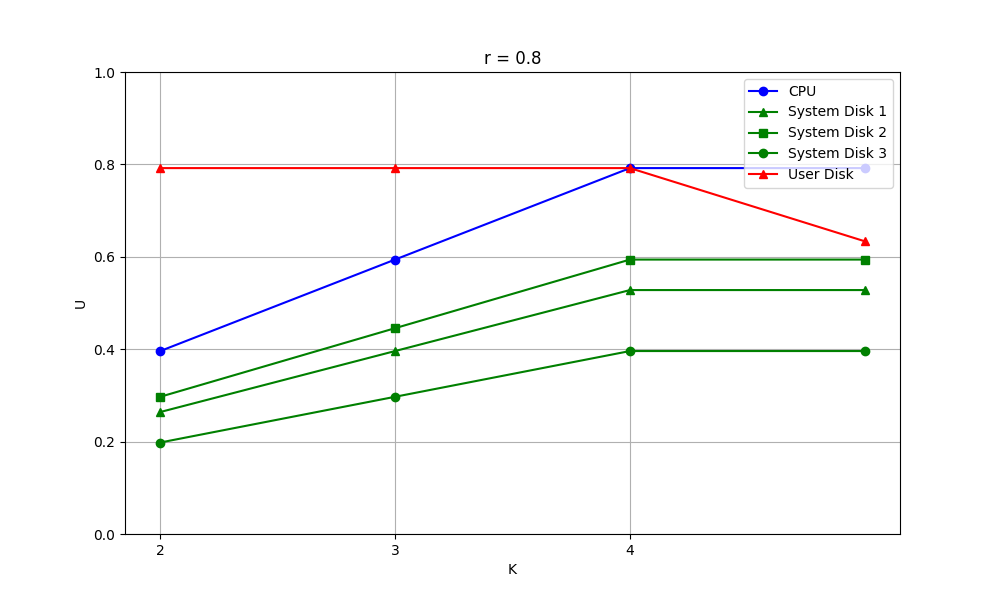 r = 0.8
1.0
0.8
0.6
0.4
0.2
0.0
U
CPU
System Disk 1
System Disk 2
System Disk 3
User Disk
2
3
4
K